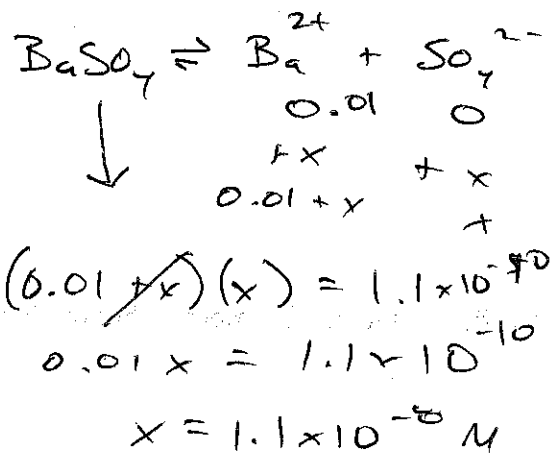 BaSO₄ ⇌ Ba²⁺ + SO₄²⁻
0.01 0
+x +x
0.01+x x
(0.01+x)(x) = 1.1×10⁻¹⁰
0.01x = 1.1×10⁻¹⁰
x = 1.1×10⁻⁸ M